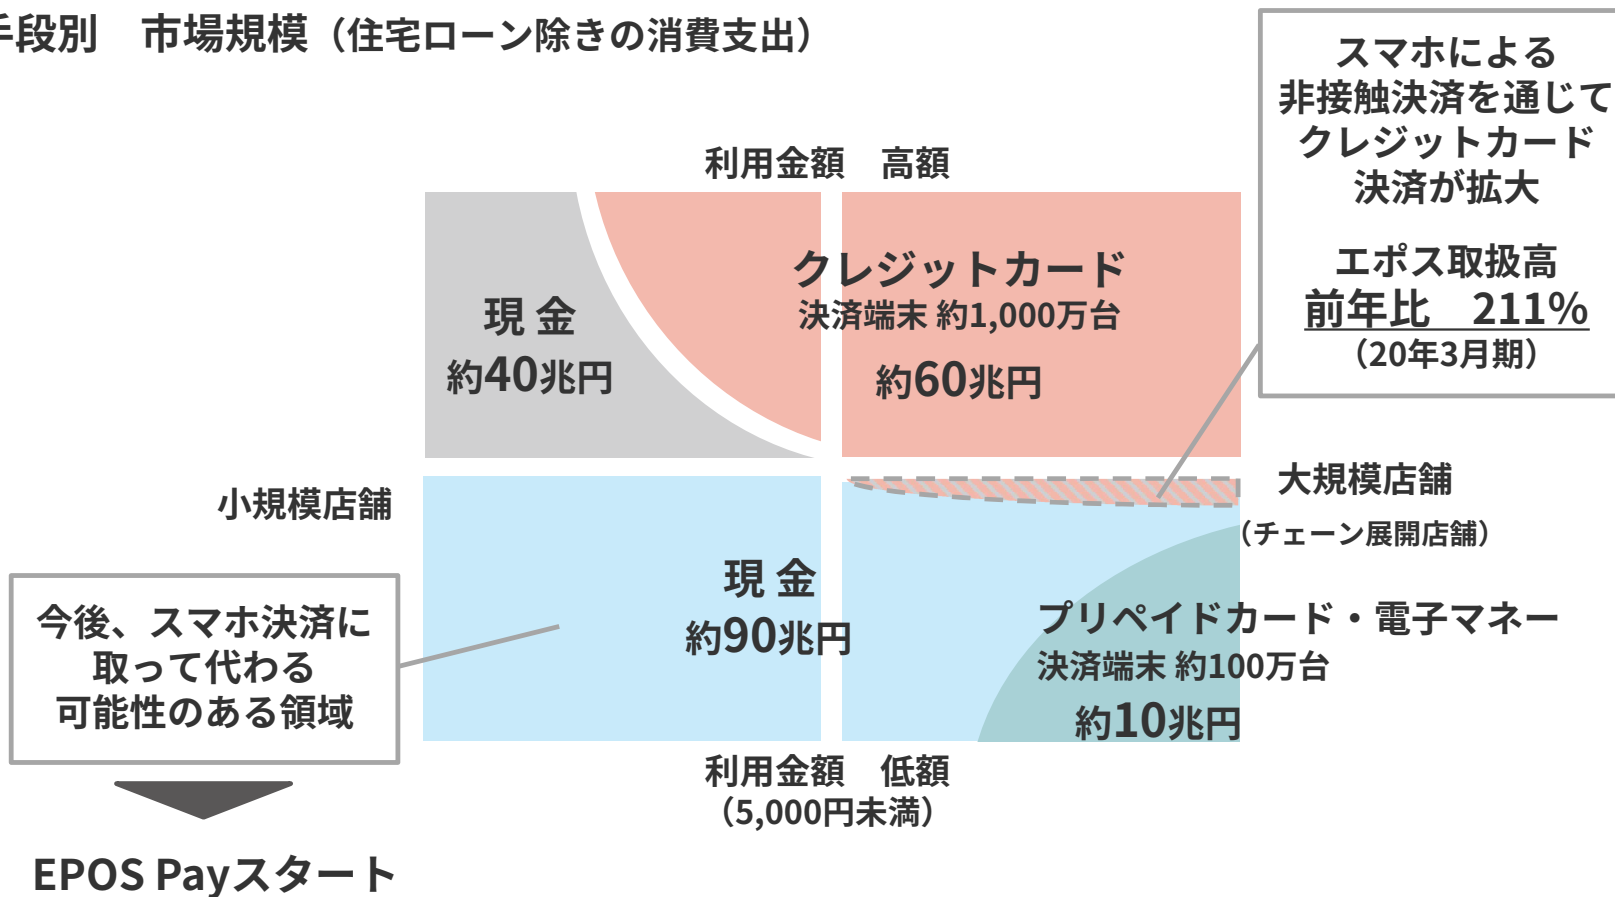 手段別　市場規模（住宅ローン除きの消費支出）
スマホによる
非接触決済を通じて
クレジットカード
決済が拡大
エポス取扱高
前年比　211%
（20年3月期）
利用金額　高額
クレジットカード
決済端末 約1,000万台
約60兆円
現 金
約40兆円
小規模店舗
大規模店舗
（チェーン展開店舗）
現 金
約90兆円
プリペイドカード・電子マネー
決済端末 約100万台
約10兆円
今後、スマホ決済に
取って代わる
可能性のある領域
利用金額　低額
（5,000円未満）
EPOS Payスタート